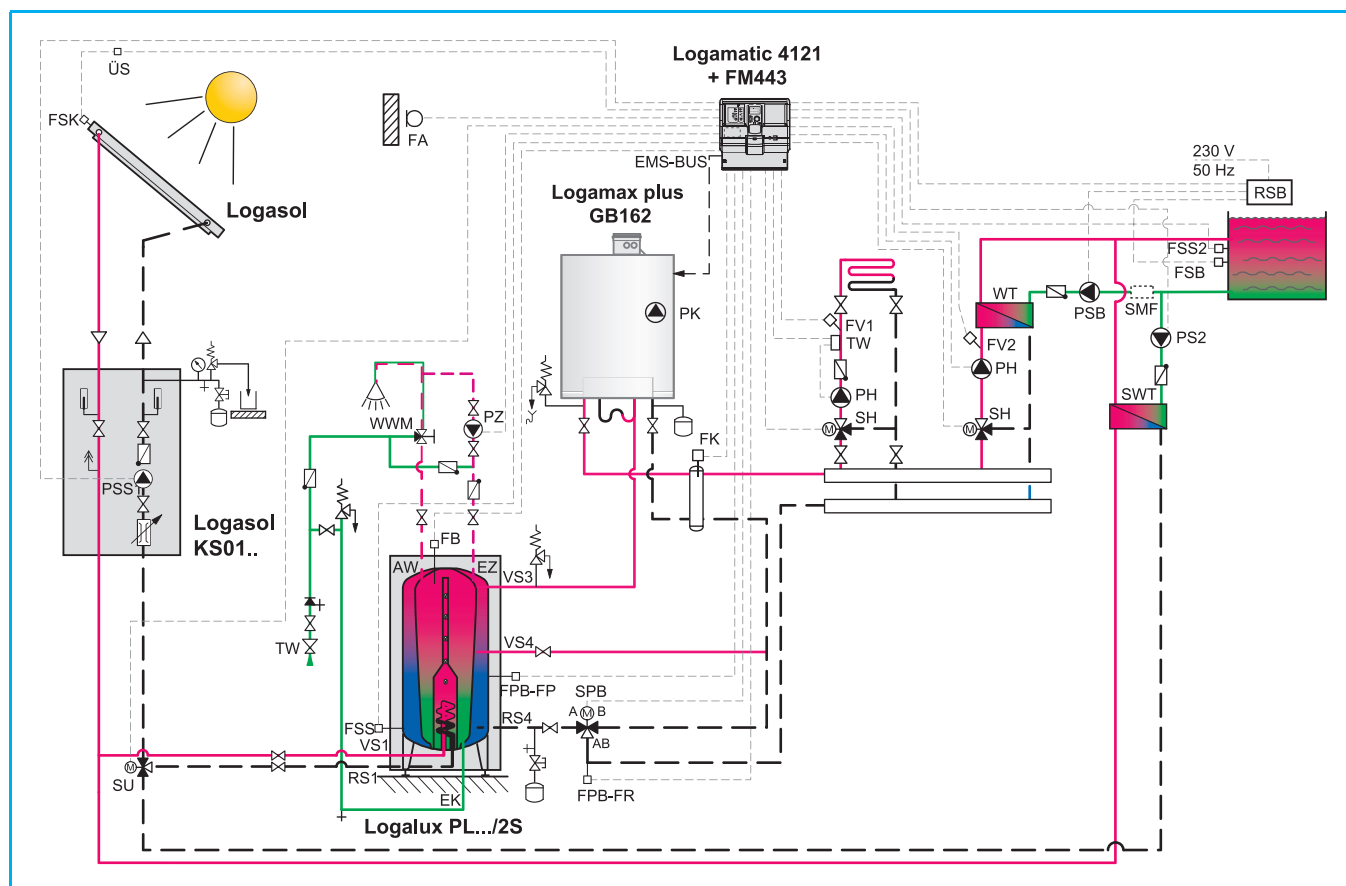 Logamatic 4121
+ FM443
ÜS
FSK
FA
EMS-BUS
230 V
50 Hz
RSB
Logasol
Logamax plus
GB162
FSS2
FSB
WT
PSB
SMF
PK
FV1
TW
FV2
PS2
PH
PH
SWT
WWM
PZ
SH
SH
M
M
FK
PSS1
Logasol
KS01..
FB
AW
EZ
VS3
TW
VS4
FPB-FP
SPB
A
M
B
FSS
RS4
VS1
AB
M
RS1
SU
EK
FPB-FR
Logalux PL.../2S